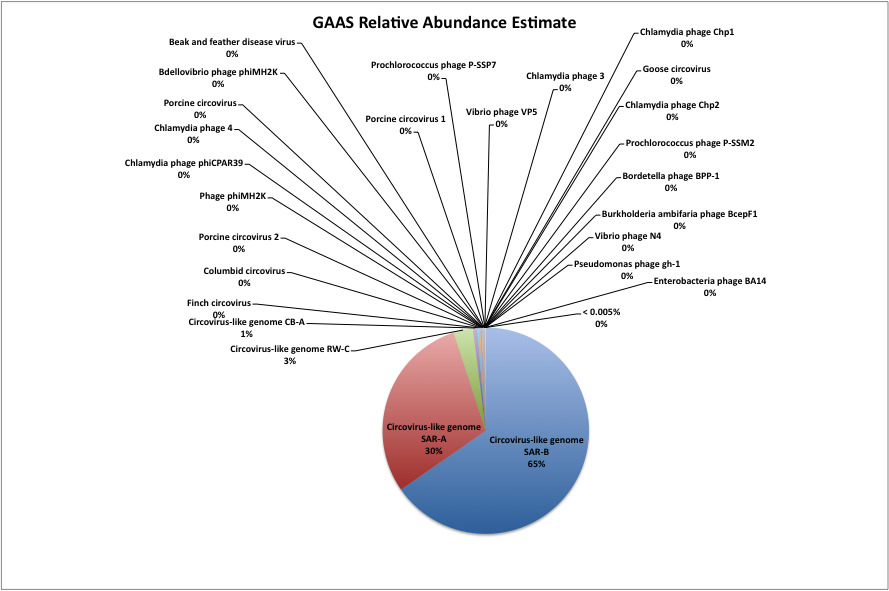 GAAS Relative Abundance Estimate
Beak and feather disease virus
0%
Bdellovibrio phage phiMH2K
0%
Porcine circovirus
0%
Chlamydia phage 4
0%
Chlamydia phage phiCPAR39
0%
Phage phiMH2K
0%
Porcine circovirus 2
0%
Columbid circovirus
0%
Finch circovirus
0%
Circovirus-like genome CB-A
1%
Circovirus-like genome RW-C
3%
Prochlorococcus phage P-SSP7
0%
Porcine circovirus 1
0%
Vibrio phage VP5
0%
Chlamydia phage 3
0%
Chlamydia phage Chp1
0%
Goose circovirus
0%
Chlamydia phage Chp2
0%
Prochlorococcus phage P-SSM2
0%
Bordetella phage BPP-1
0%
Burkholderia ambifaria phage BcepF1
0%
Vibrio phage N4
0%
Pseudomonas phage gh-1
0%
Enterobacteria phage BA14
0%
< 0.005%
0%
Circovirus-like genome
SAR-A
30%
Circovirus-like genome
SAR-B
65%